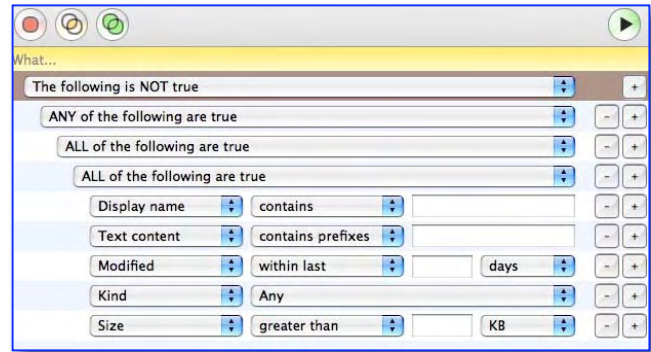 What...
The following is NOT true +
ANY of the following are true - +
ALL of the following are true - +
ALL of the following are true - +
Display name contains - +
Text content contains prefixes - +
Modified within last days - +
Kind Any - +
Size greater than KB - +